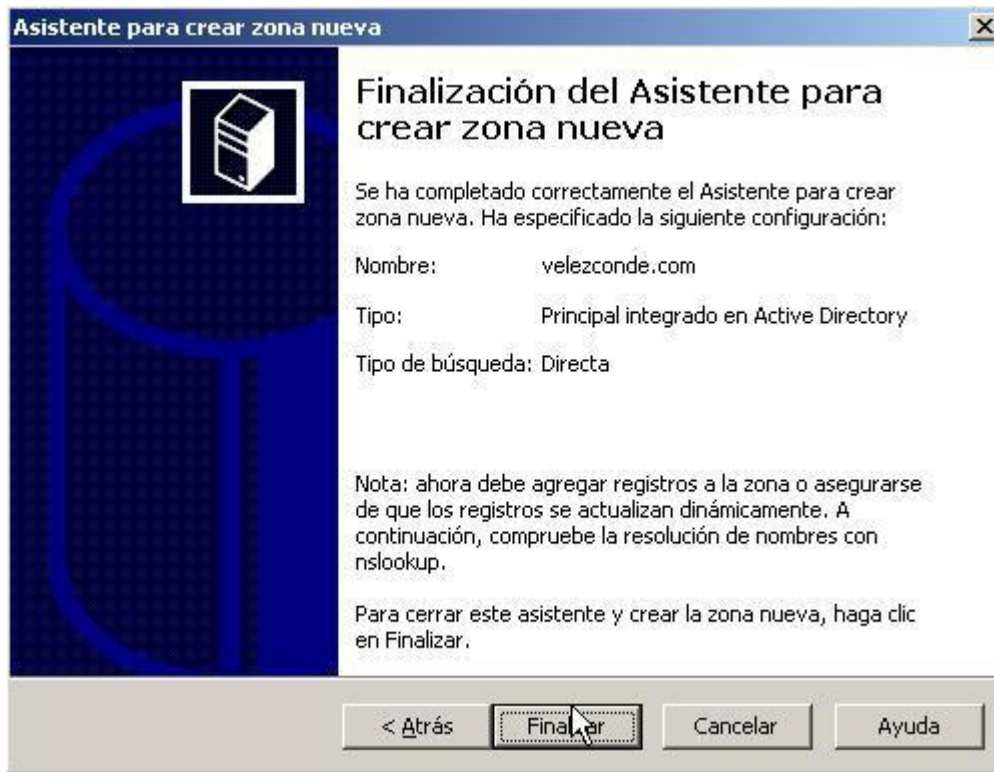 Asistente para crear zona nueva
Finalización del Asistente para
crear zona nueva
Se ha completado correctamente el Asistente para crear
zona nueva. Ha especificado la siguiente configuración:
Nombre: velezconde.com
Tipo: Principal integrado en Active Directory
Tipo de búsqueda: Directa
Nota: ahora debe agregar registros a la zona o asegurarse
de que los registros se actualizan dinámicamente. A
continuación, compruebe la resolución de nombres con
nslookup.
Para cerrar este asistente y crear la zona nueva, haga clic
en Finalizar.
< Atrás Finalizar Cancelar Ayuda